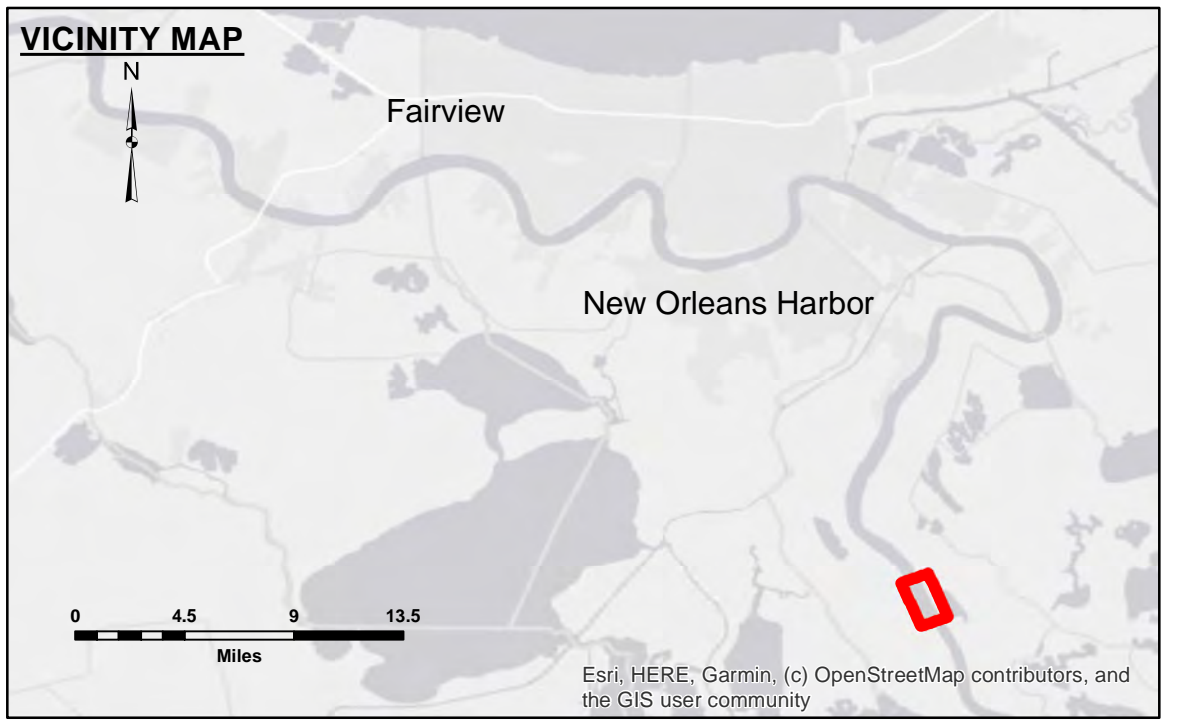 VICINITY MAP
N
Fairview
New Orleans Harbor
0 4.5 9 13.5
Miles
Esri, HERE, Garmin, (c) OpenStreetMap contributors, and
the GIS user community